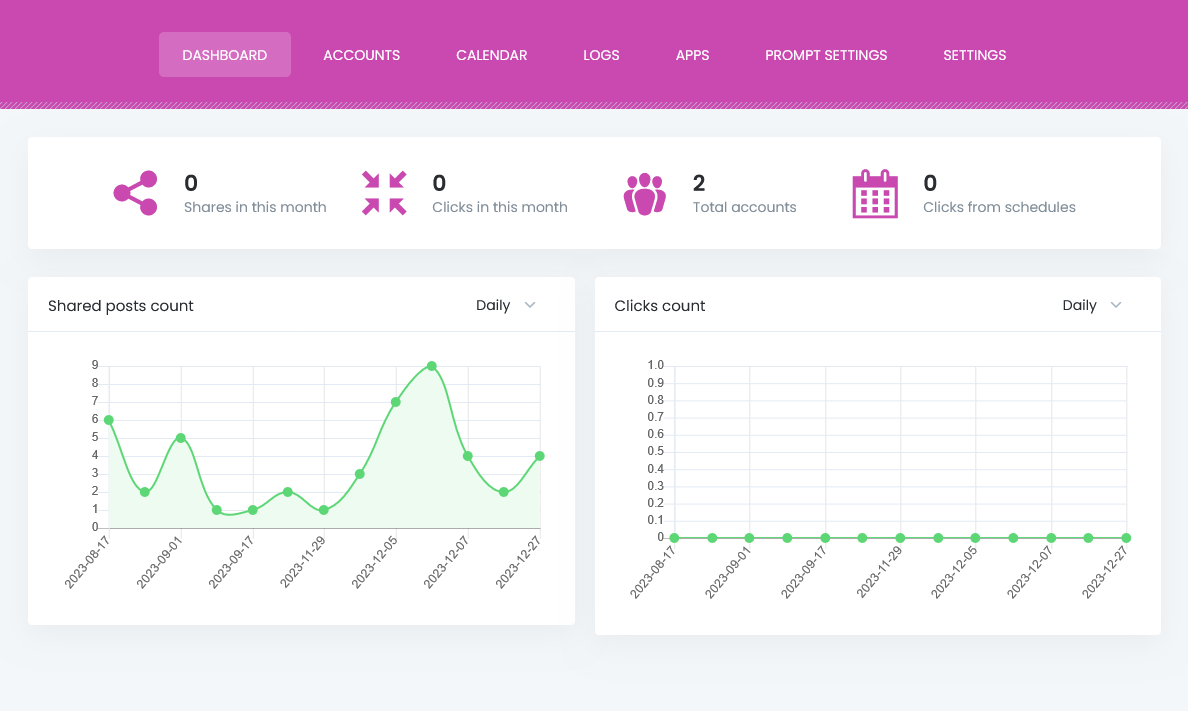 DASHBOARD ACCOUNTS CALENDAR LOGS APPS PROMPT SETTINGS SETTINGS
0
Shares in this month
0
Clicks in this month
2
Total accounts
0
Clicks from schedules
Shared posts count Daily
9
8
7
6
5
4
3
2
1
0
2023-08-17 2023-09-01 2023-09-17 2023-11-29 2023-12-05 2023-12-07 2023-12-27
Clicks count Daily
1.0
0.9
0.8
0.7
0.6
0.5
0.4
0.3
0.2
0.1
0
2023-08-17 2023-09-01 2023-09-17 2023-11-29 2023-12-05 2023-12-07 2023-12-27